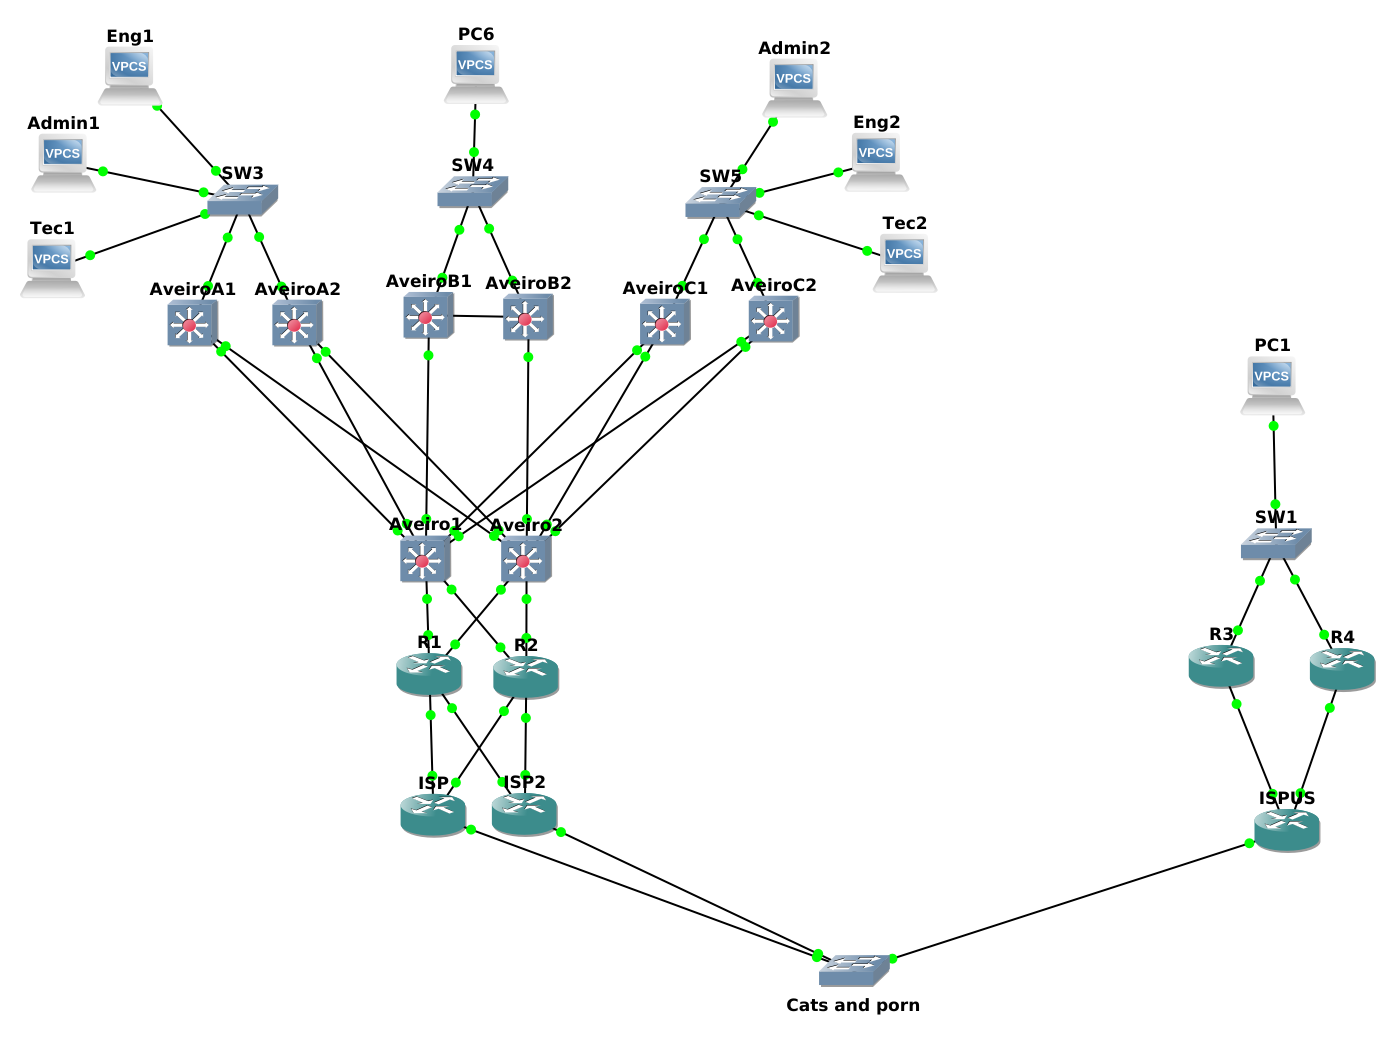 Eng1
PC6
Admin2
VPCS
VPCS
VPCS
Admin1
Eng2
VPCS
VPCS
SW4
SW3
SW5
Tec1
Tec2
VPCS
VPCS
AveiroA1
AveiroA2
AveiroB1
AveiroB2
AveiroC1
AveiroC2
PC1
VPCS
Aveiro1
Aveiro2
SW1
R1
R2
R3
R4
ISP
ISP2
ISPUS
Cats and porn